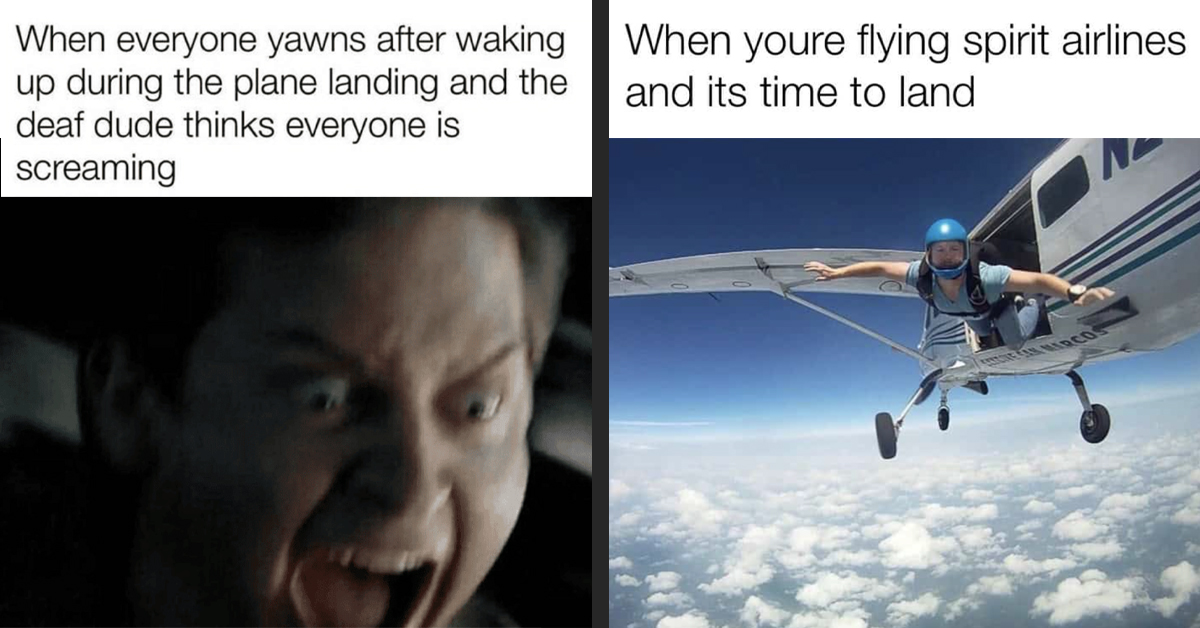 When everyone yawns after waking
up during the plane landing and the
deaf dude thinks everyone is
screaming
When youre flying spirit airlines
and its time to land